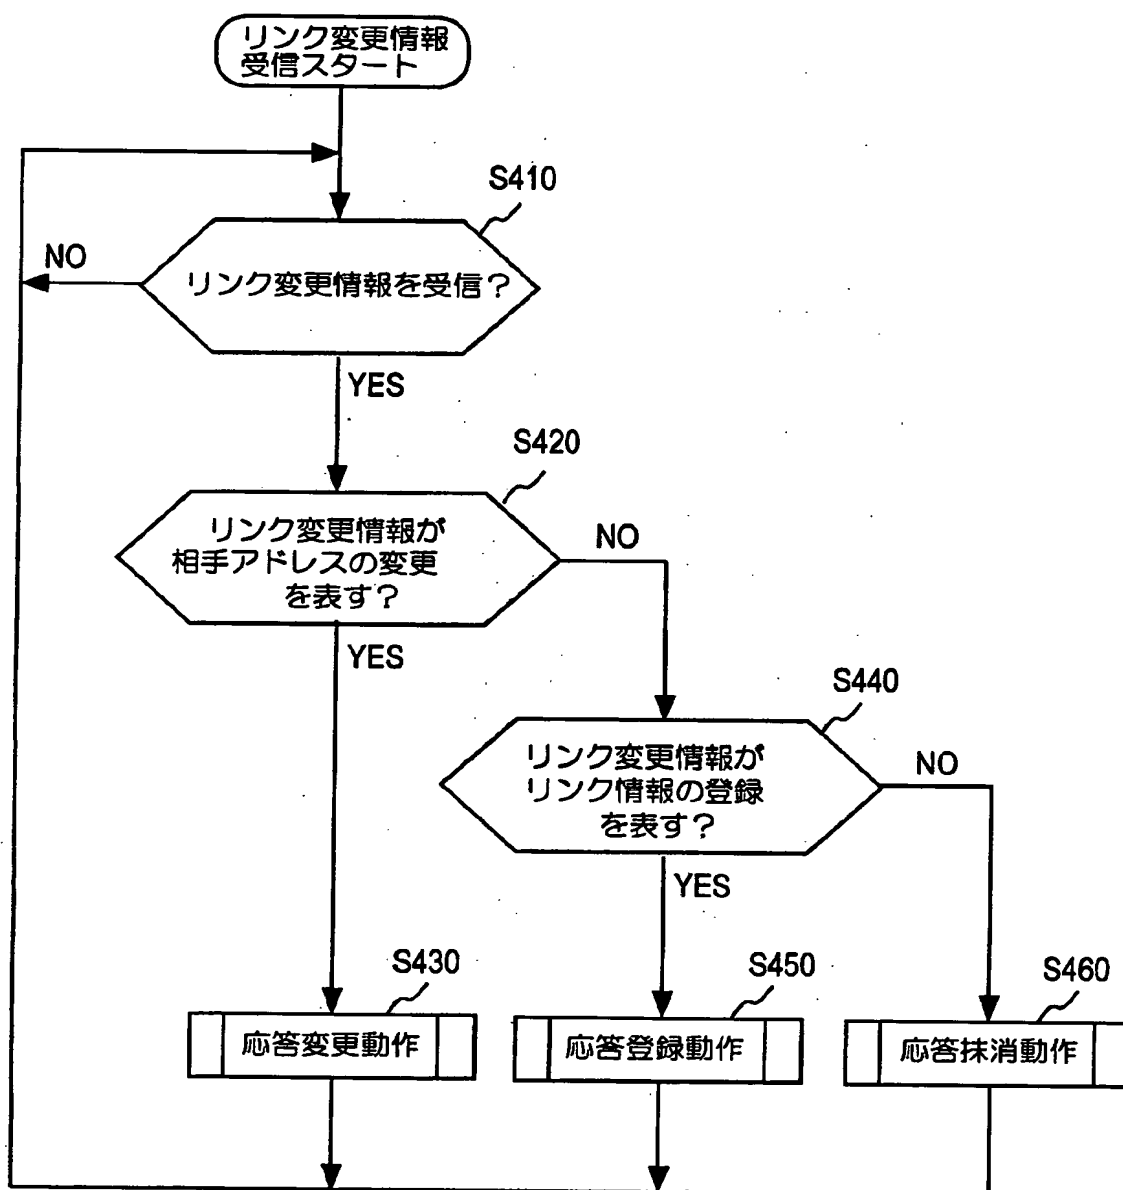 リンク変更情報
受信スタート
S410
NO
リンク変更情報を受信？
YES
S420
リンク変更情報が
相手アドレスの変更
を表す？
NO
YES
S440
リンク変更情報が
リンク情報の登録
を表す？
NO
YES
S430
応答変更動作
S450
応答登録動作
S460
応答抹消動作